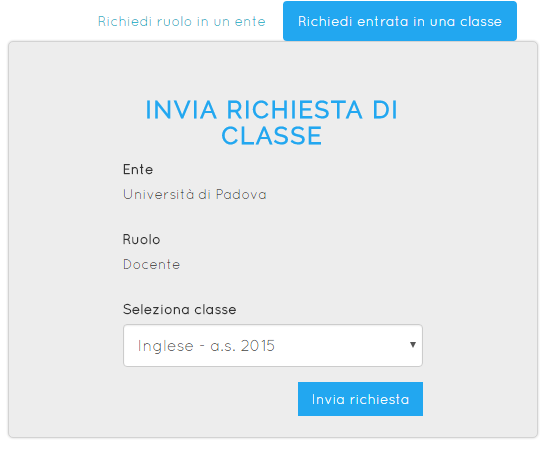 Richiedi ruolo in un ente
Richiedi entrata in una classe
INVIA RICHIESTA DI
CLASSE
Ente
Università di Padova
Ruolo
Docente
Seleziona classe
Inglese - a.s. 2015
Invia richiesta